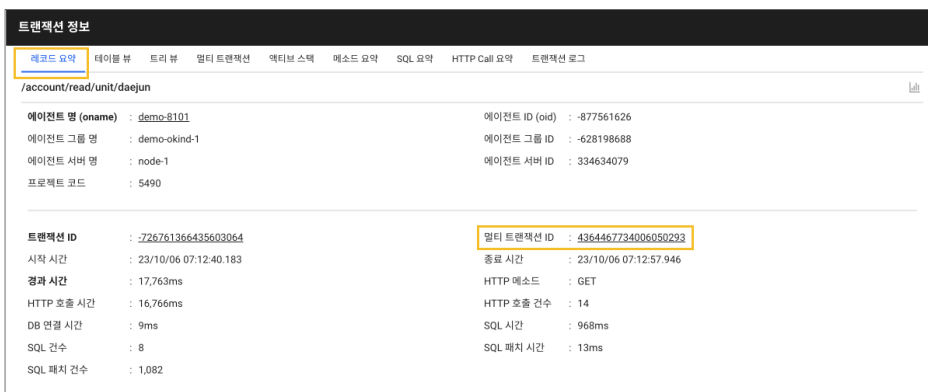 트랜잭션 정보
레코드 요약 테이블 뷰 트리 뷰 멀티 트랜잭션 액티브 스택 메소드 요약 SQL 요약 HTTP Call 요약 트랜잭션 로그
/account/read/unit/daejun
에이전트 명 (oname) : demo-8101 에이전트 ID (oid) : -877561626
에이전트 그룹 명 : demo-okind-1 에이전트 그룹 ID : -628198688
에이전트 서버 명 : node-1 에이전트 서버 ID : 334634079
프로젝트 코드 : 5490
트랜잭션 ID : -726761366435603064 멀티 트랜잭션 ID : 4364467734006050293
시작 시간 : 23/10/06 07:12:40.183 종료 시간 : 23/10/06 07:12:57.946
경과 시간 : 17,763ms HTTP 메소드 : GET
HTTP 호출 시간 : 16,766ms HTTP 호출 건수 : 14
DB 연결 시간 : 9ms SQL 시간 : 968ms
SQL 건수 : 8 SQL 패치 시간 : 13ms
SQL 패치 건수 : 1,082